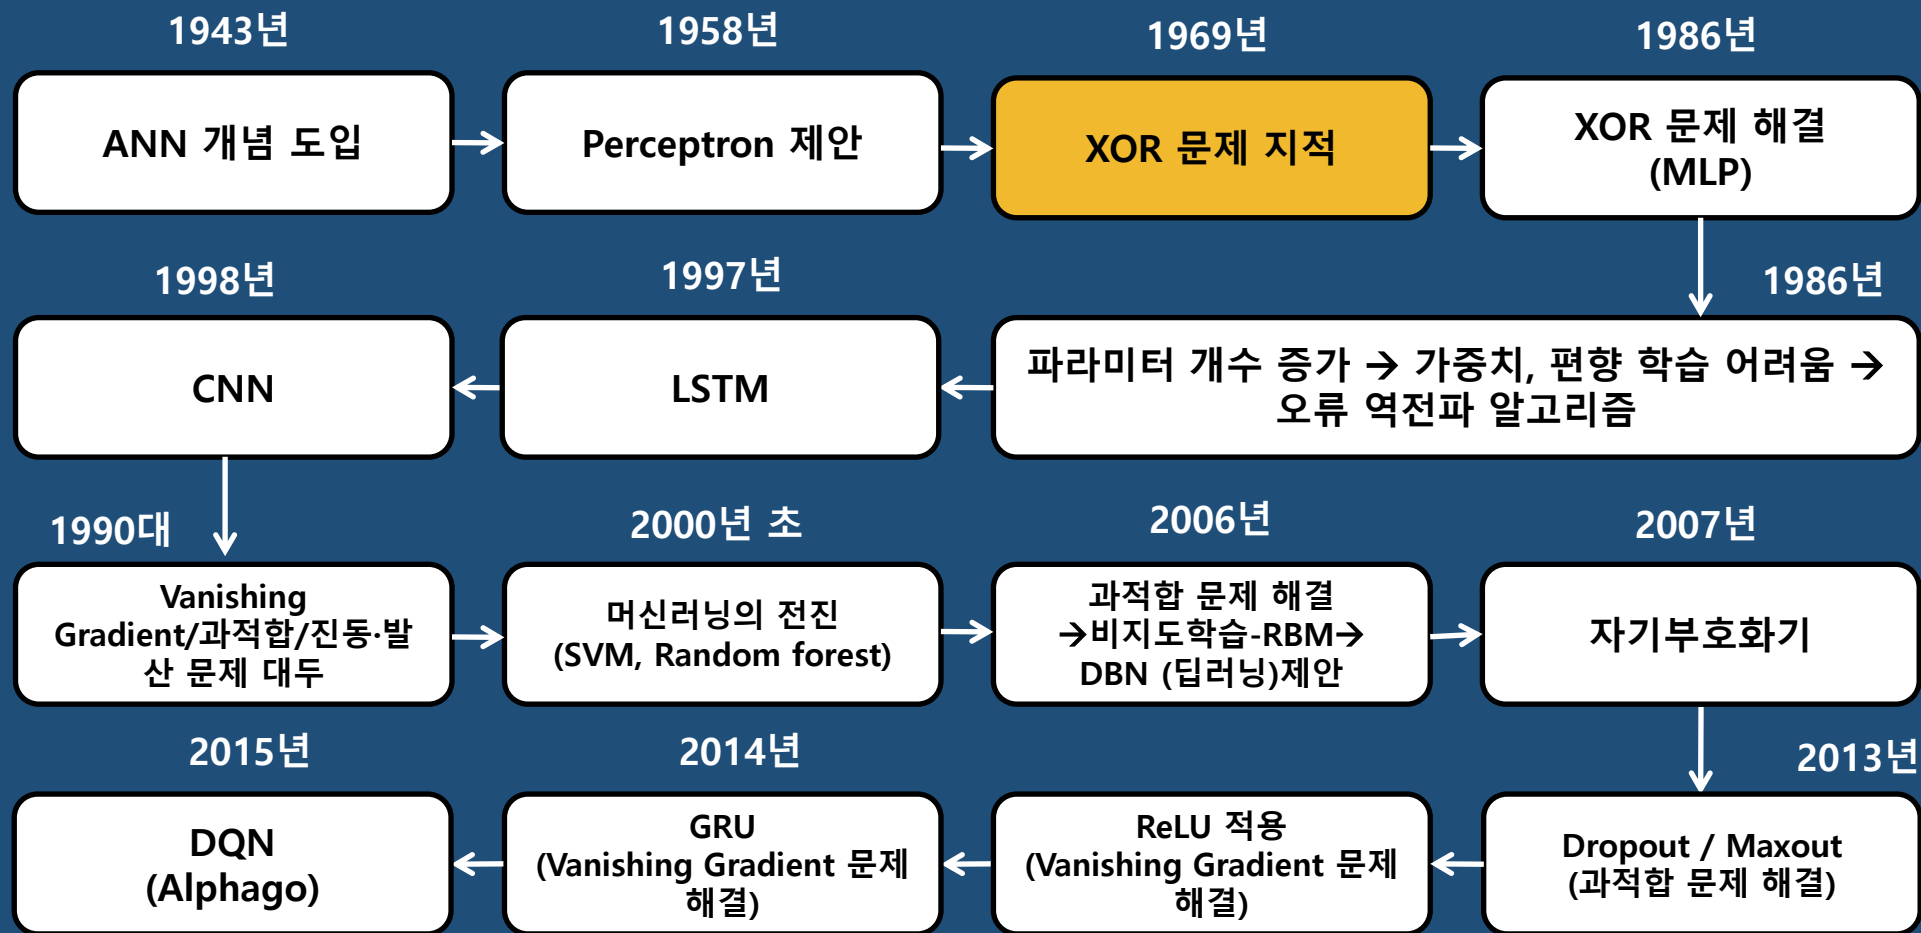 1943년
ANN 개념 도입
1958년
Perceptron 제안
1969년
XOR 문제 지적
1986년
XOR 문제 해결
(MLP)
1986년
파라미터 개수 증가 → 가중치, 편향 학습 어려움 →
오류 역전파 알고리즘
1997년
LSTM
1998년
CNN
1990대
Vanishing
Gradient/과적합/진동·발
산 문제 대두
2000년 초
머신러닝의 전진
(SVM, Random forest)
2006년
과적합 문제 해결
→비지도학습-RBM→
DBN (딥러닝)제안
2007년
자기부호화기
2013년
Dropout / Maxout
(과적합 문제 해결)
ReLU 적용
(Vanishing Gradient 문제
해결)
2014년
GRU
(Vanishing Gradient 문제
해결)
2015년
DQN
(Alphago)